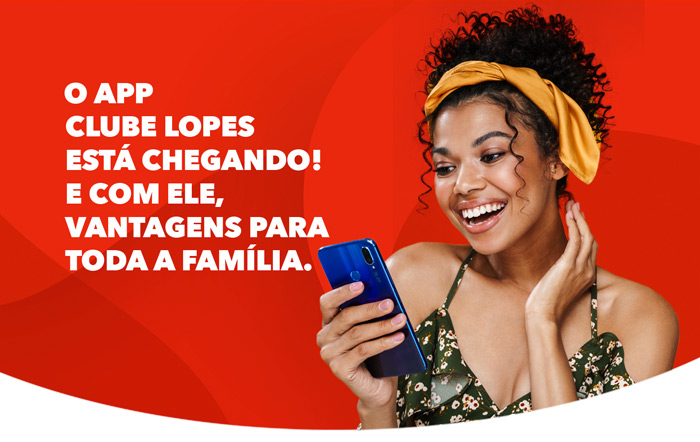 O APP
CLUBE LOPES
ESTÁ CHEGANDO!
E COM ELE,
VANTAGENS PARA
TODA A FAMÍLIA.